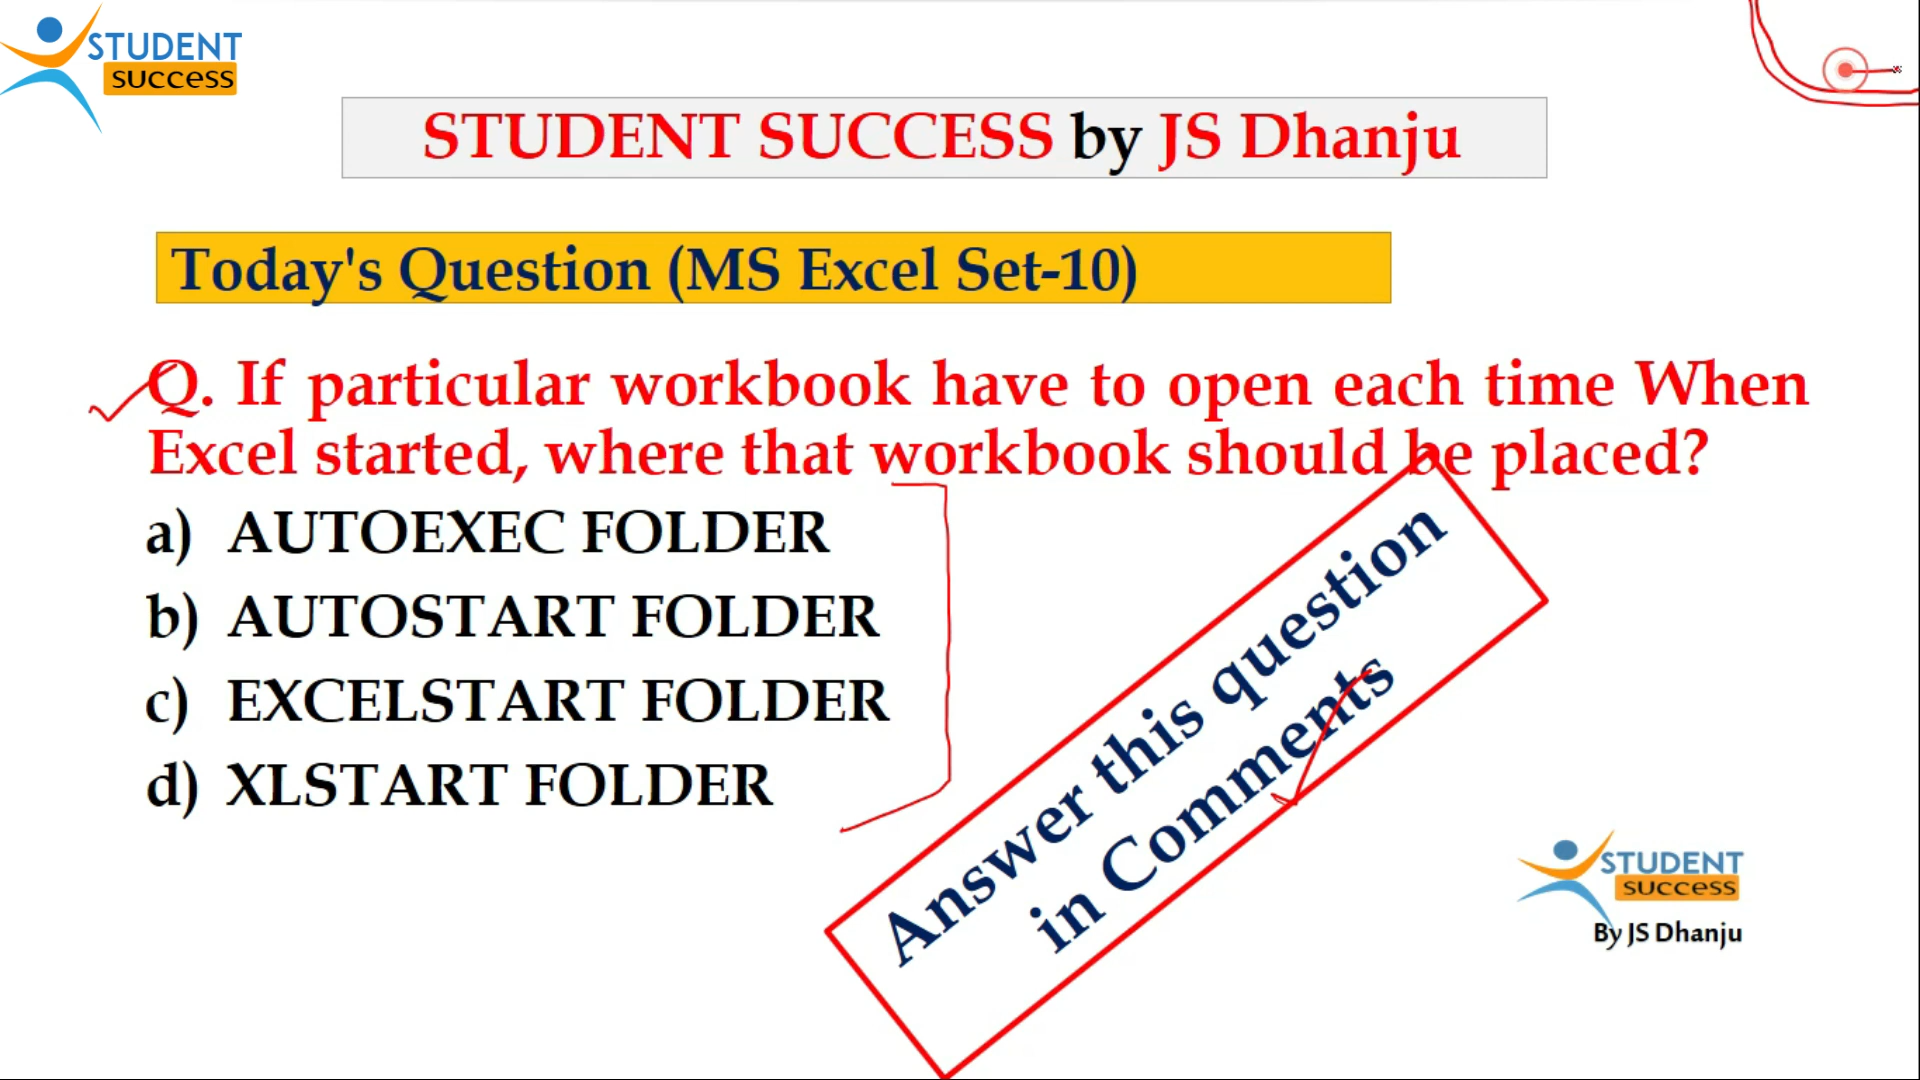 STUDENT
success
STUDENT SUCCESS by JS Dhanju
Today's Question (MS Excel Set-10)
Q. If particular workbook have to open each time When
Excel started, where that workbook should be placed?
a) AUTOEXEC FOLDER
b) AUTOSTART FOLDER
c) EXCELSTART FOLDER
d) XLSTART FOLDER
Answer this question
in Comments
STUDENT
success
By JS Dhanju